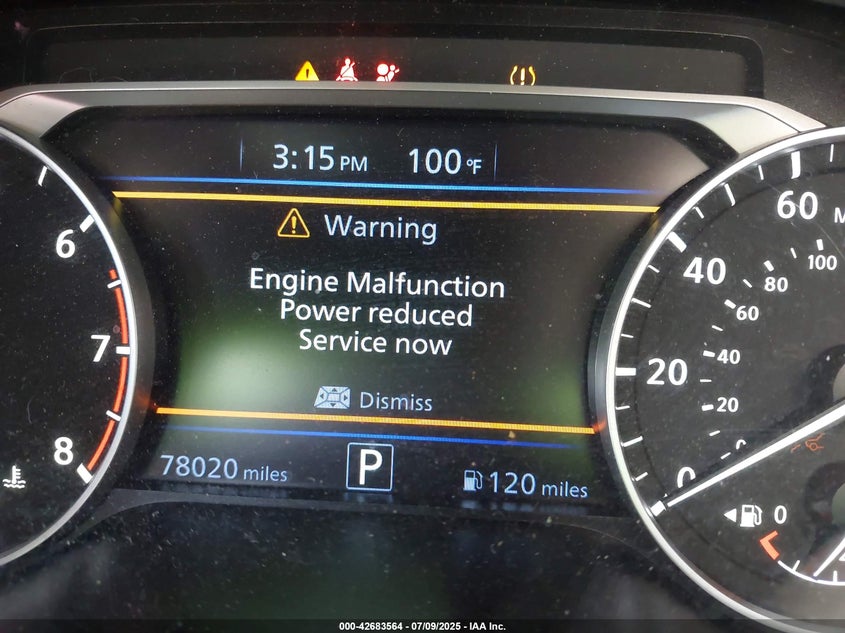 3:15 PM 100 °F
Warning
Engine Malfunction
Power reduced
Service now
Dismiss
78020 miles
P
120 miles
6
7
8
60
M
40
20
0
100
80
60
40
20
0
0
000-42683564 - 07/09/2025 - IAA Inc.